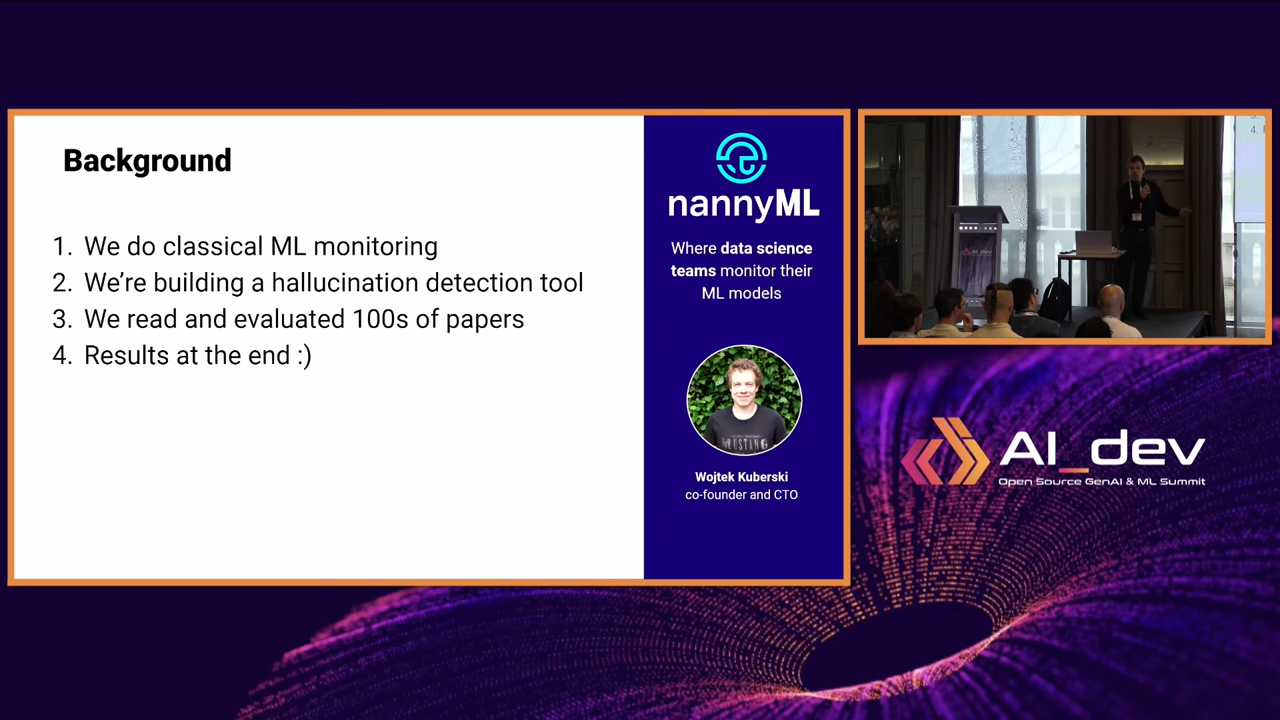 Background
1. We do classical ML monitoring
2. We’re building a hallucination detection tool
3. We read and evaluated 100s of papers
4. Results at the end :)
nannyML
Where data science
teams monitor their
ML models
MUSTANG
Wojtek Kuberski
co-founder and CTO
AI_dev
Open Source GenAI & ML Summit
AI_dev